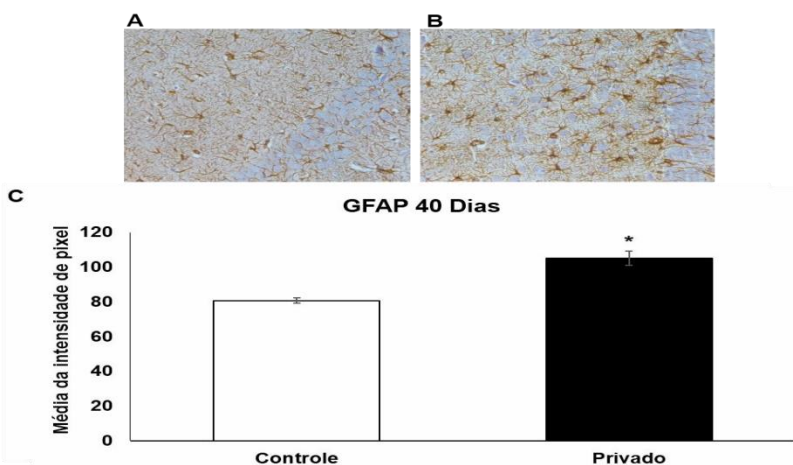 A
B
C
GFAP 40 Dias
Média da intensidade de pixel
120
100
80
60
40
20
0
*
Controle
Privado